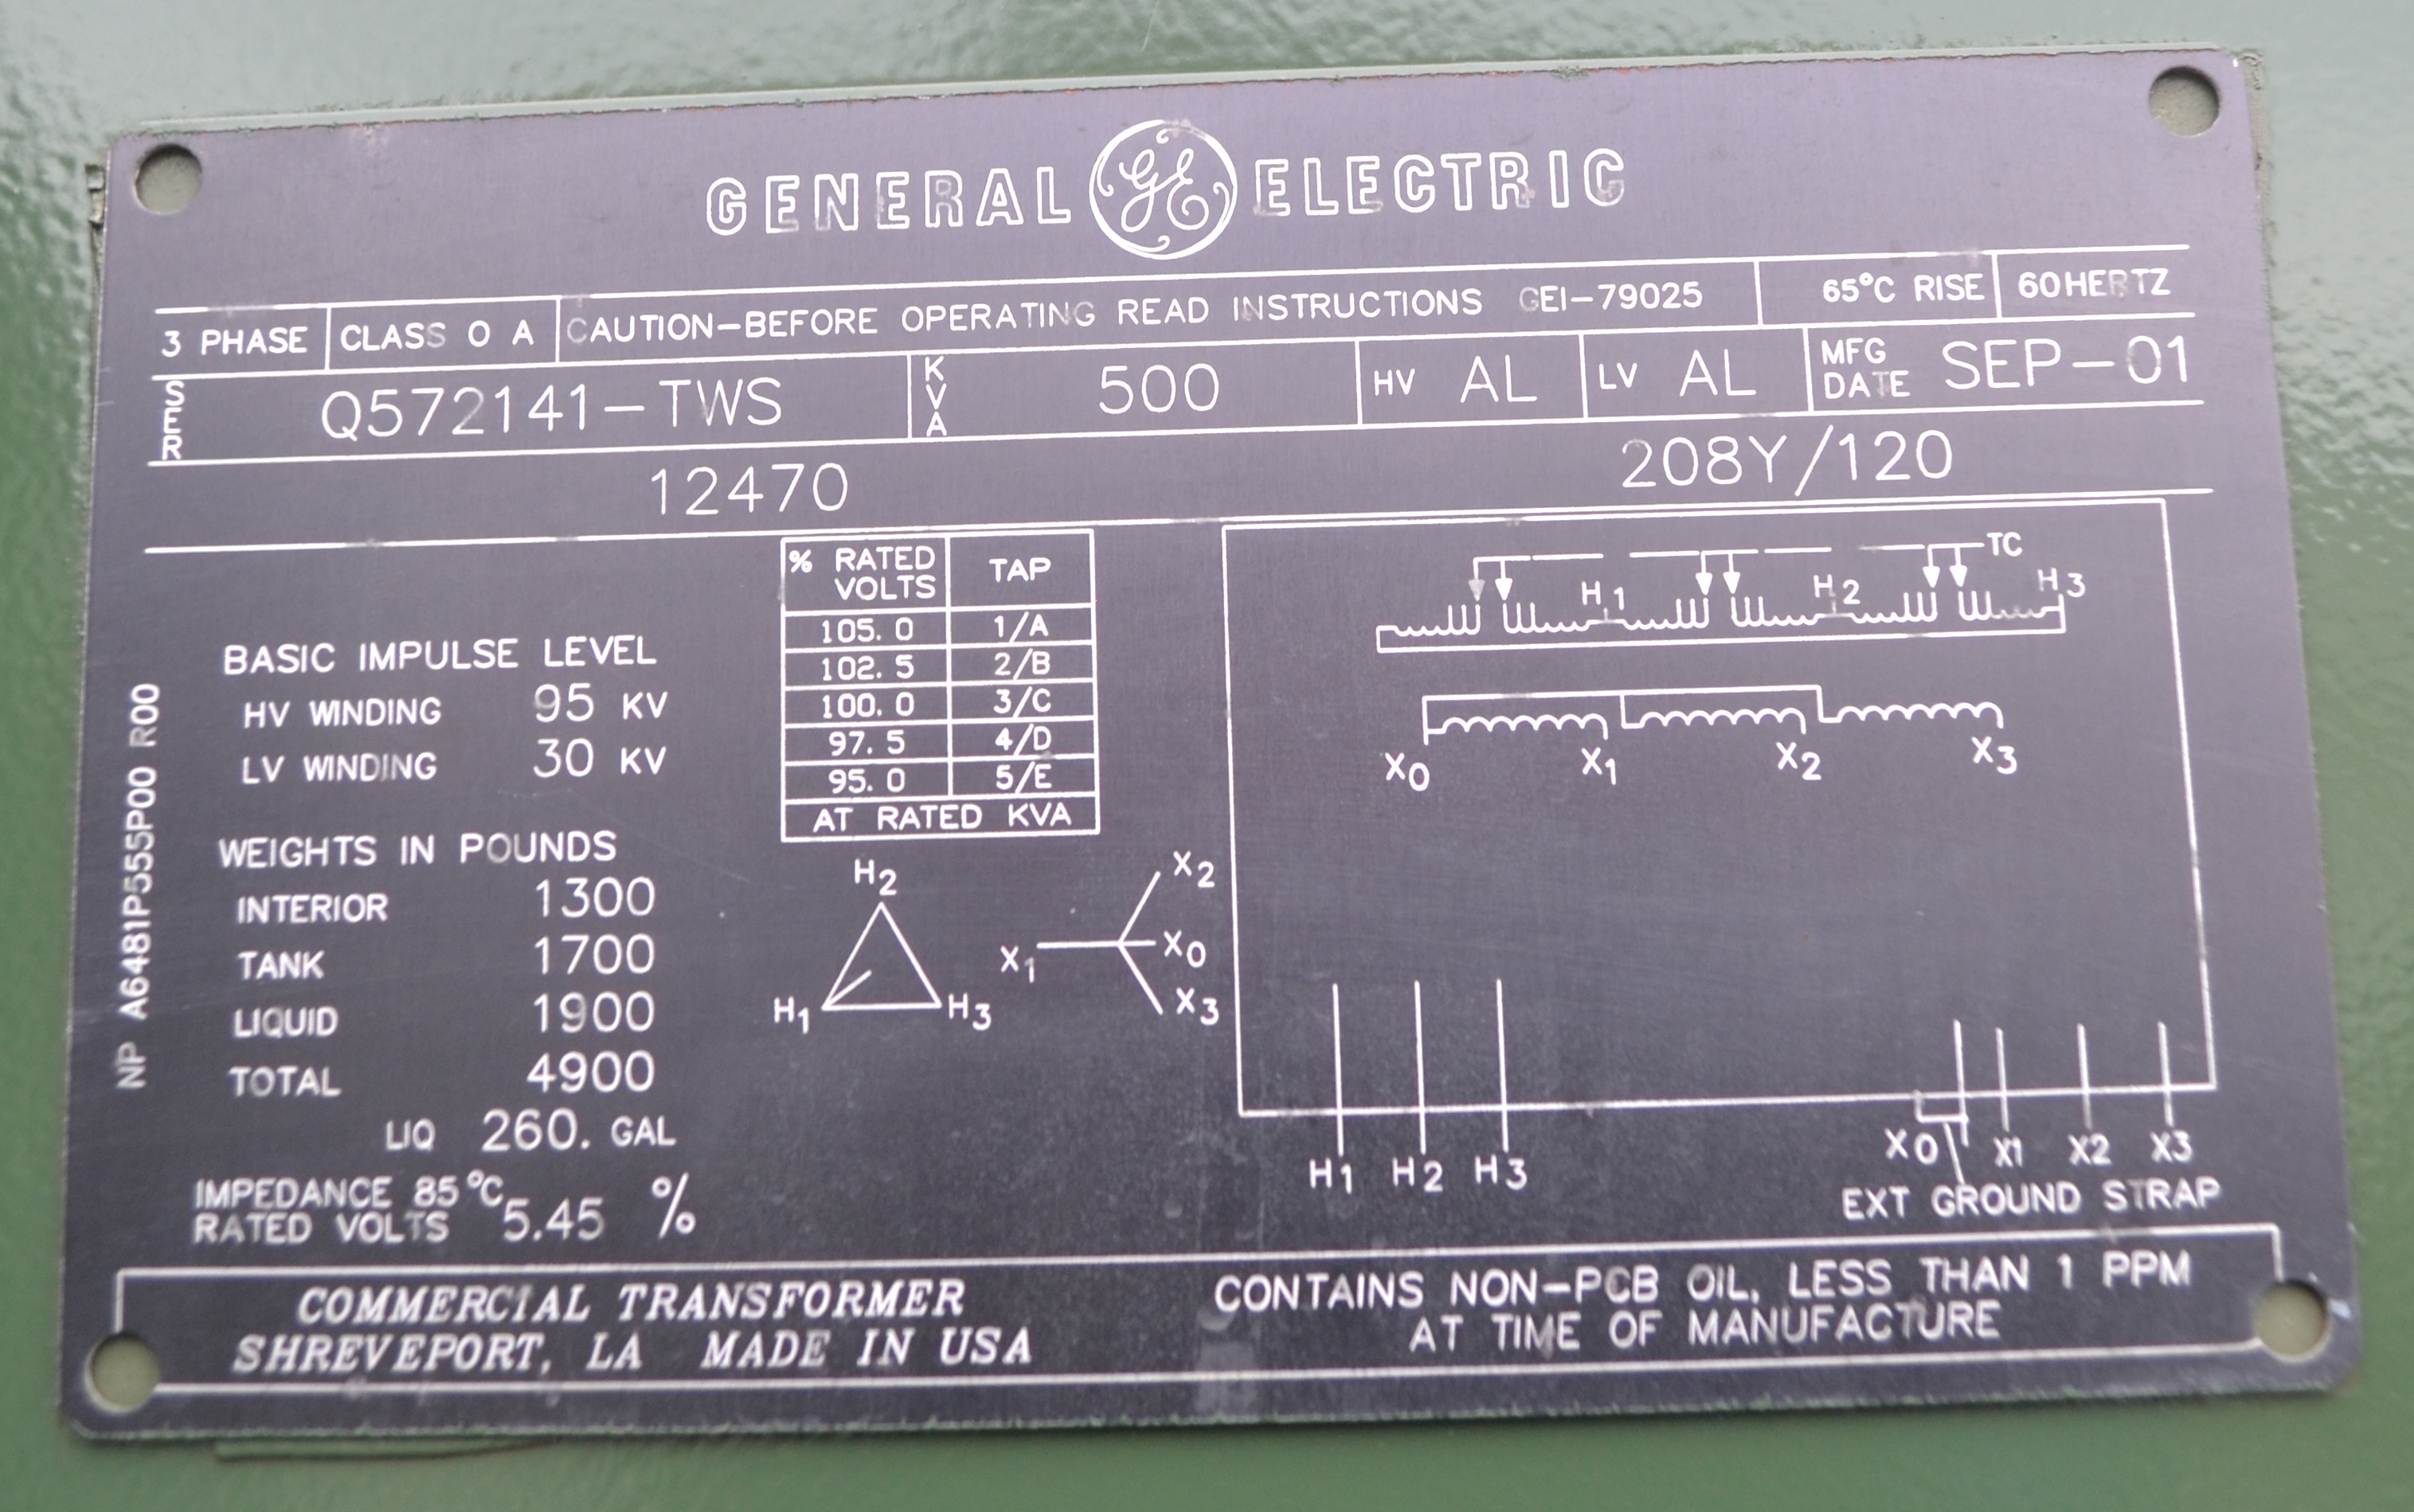 GENERAL GE ELECTRIC
3 PHASE CLASS O A CAUTION-BEFORE OPERATING READ INSTRUCTIONS GEI-79025 65°C RISE 60HERTZ
SER Q572141-TWS KVA 500 HV AL LV AL MFG DATE SEP-01
12470 208Y/120
% RATED VOLTS TAP
105.0 1/A
102.5 2/B
100.0 3/C
97.5 4/D
95.0 5/E
AT RATED KVA
BASIC IMPULSE LEVEL
HV WINDING 95 KV
LV WINDING 30 KV
WEIGHTS IN POUNDS
INTERIOR 1300
TANK 1700
LIQUID 1900
TOTAL 4900
LIQ 260. GAL
IMPEDANCE 85°C
RATED VOLTS 5.45 %
NP A6481P555P00 R00
H2
H1 H3
X2
X1 X0
X3
TC
H1 H2 H3
X0 X1 X2 X3
H1 H2 H3
X0 X1 X2 X3
EXT GROUND STRAP
COMMERCIAL TRANSFORMER
SHREVEPORT, LA MADE IN USA
CONTAINS NON-PCB OIL, LESS THAN 1 PPM
AT TIME OF MANUFACTURE